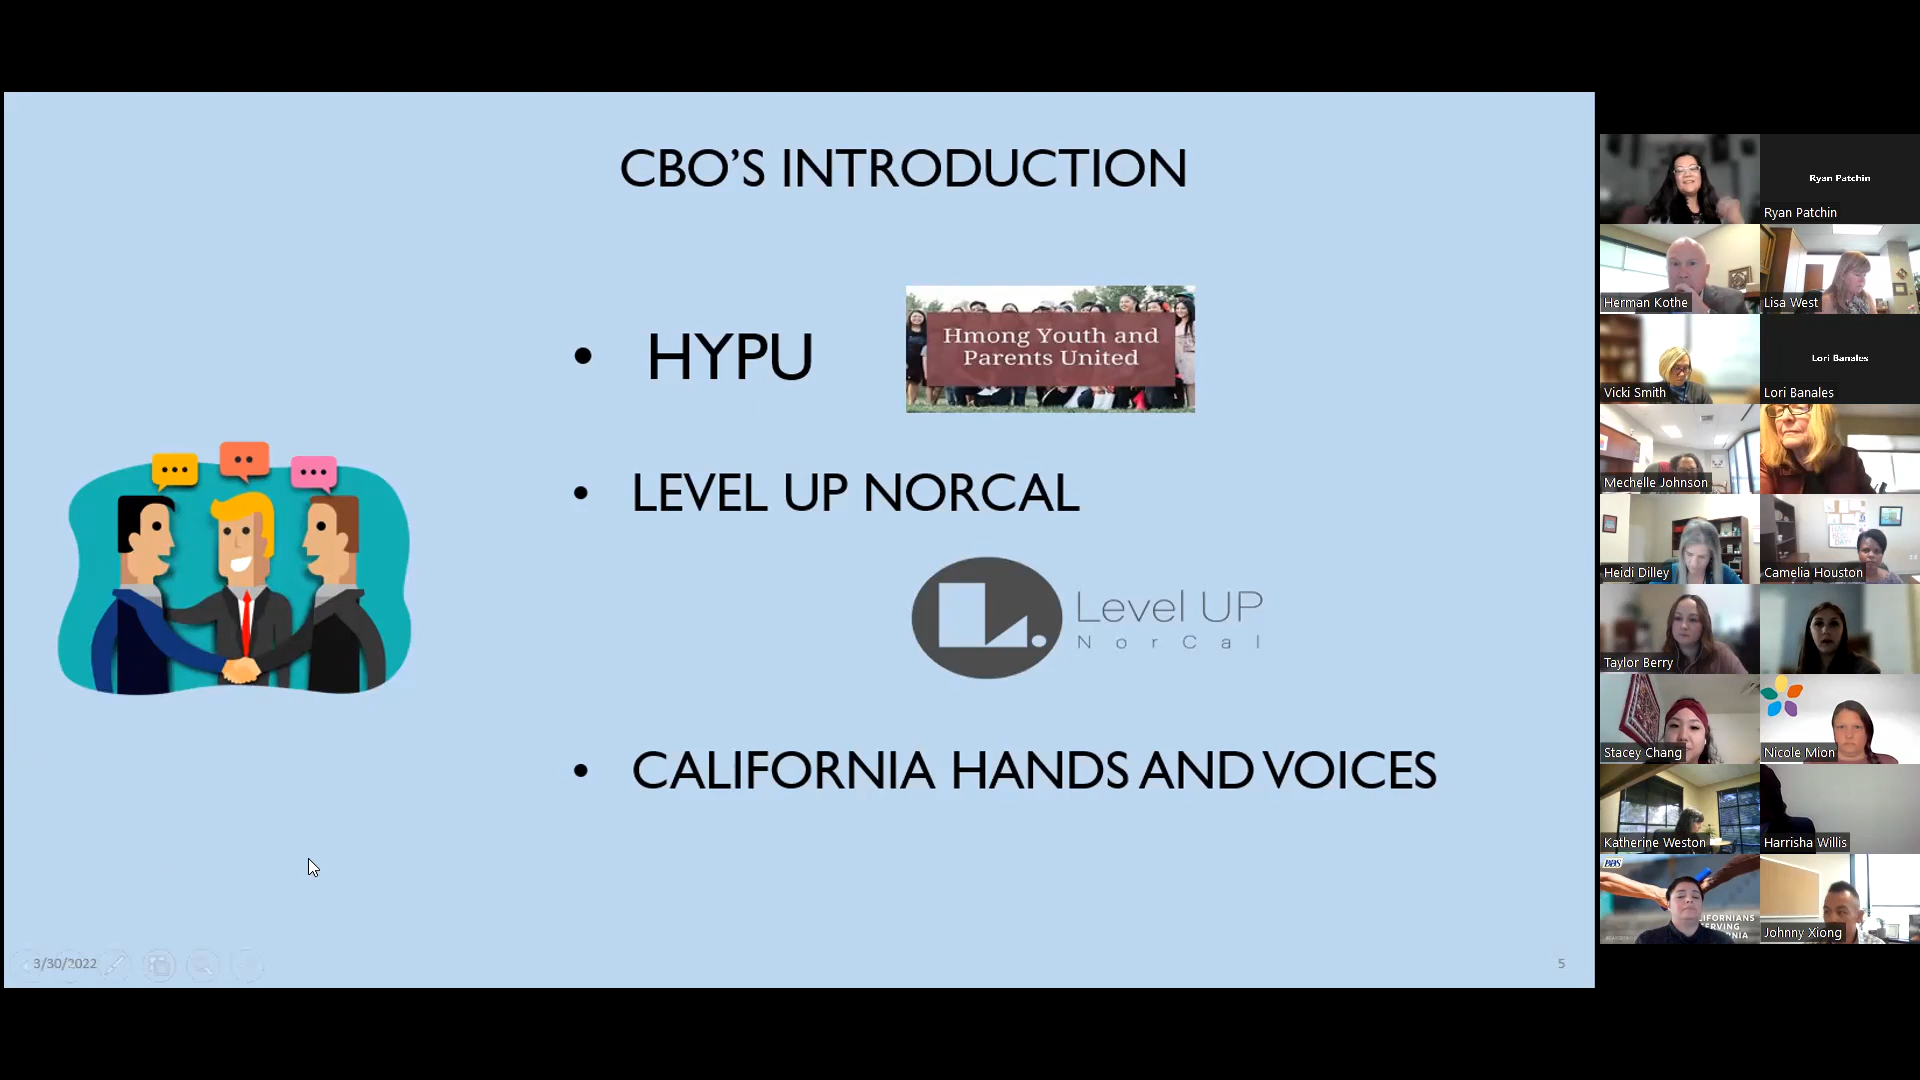 CBO’S INTRODUCTION
• HYPU
Hmong Youth and
Parents United
• LEVEL UP NORCAL
Level UP
NorCal
• CALIFORNIA HANDS AND VOICES
3/30/2022
5
Ryan Patchin
Ryan Patchin
Herman Kothe
Lisa West
Vicki Smith
Lori Banales
Lori Banales
Mechelle Johnson
Heidi Dilley
Camelia Houston
Taylor Berry
Stacey Chang
Nicole Mion
Katherine Weston
Harrisha Willis
Johnny Xiong